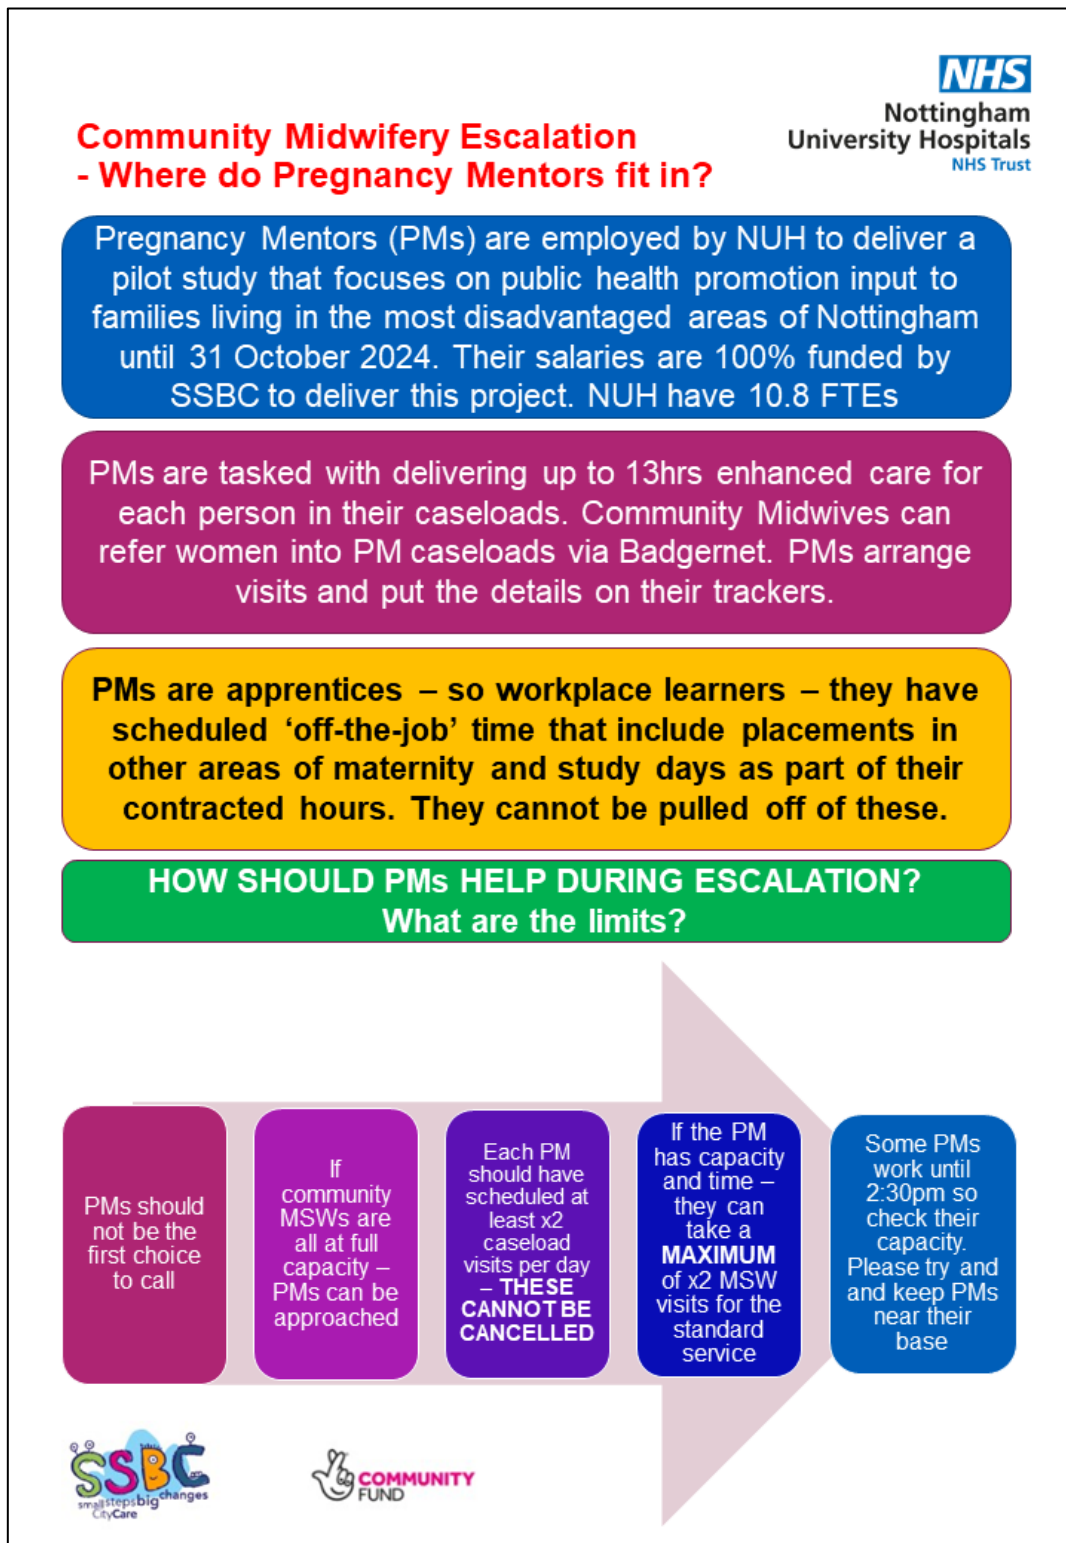 NHS
Nottingham
University Hospitals
NHS Trust
Community Midwifery Escalation
- Where do Pregnancy Mentors fit in?
Pregnancy Mentors (PMs) are employed by NUH to deliver a
pilot study that focuses on public health promotion input to
families living in the most disadvantaged areas of Nottingham
until 31 October 2024. Their salaries are 100% funded by
SSBC to deliver this project. NUH have 10.8 FTEs
PMs are tasked with delivering up to 13hrs enhanced care for
each person in their caseloads. Community Midwives can
refer women into PM caseloads via Badgernet. PMs arrange
visits and put the details on their trackers.
PMs are apprentices – so workplace learners – they have
scheduled ‘off-the-job’ time that include placements in
other areas of maternity and study days as part of their
contracted hours. They cannot be pulled off of these.
HOW SHOULD PMs HELP DURING ESCALATION?
What are the limits?
PMs should
not be the
first choice
to call
If
community
MSWs are
all at full
capacity –
PMs can be
approached
Each PM
should have
scheduled at
least x2
caseload
visits per day
– THESE
CANNOT BE
CANCELLED
If the PM
has capacity
and time –
they can
take a
MAXIMUM
of x2 MSW
visits for the
standard
service
Some PMs
work until
2:30pm so
check their
capacity.
Please try and
and keep PMs
near their
base
SSBC
smallstepsbigchanges
CityCare
COMMUNITY
FUND